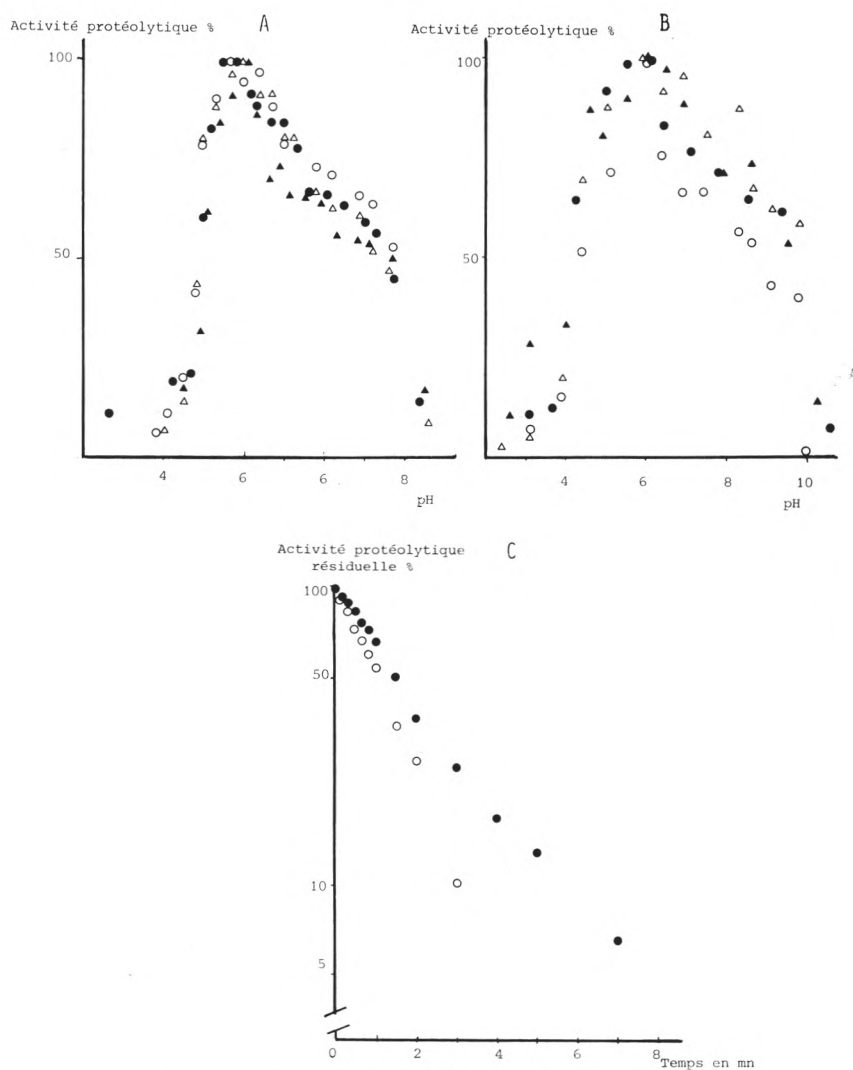 Activité protéolytique %
A
100
50
4
6
6
8
pH
Activité protéolytique %
B
100
50
4
6
8
10
pH
Activité protéolytique
résiduelle %
C
100
50
10
5
0
2
4
6
8
Temps en mn